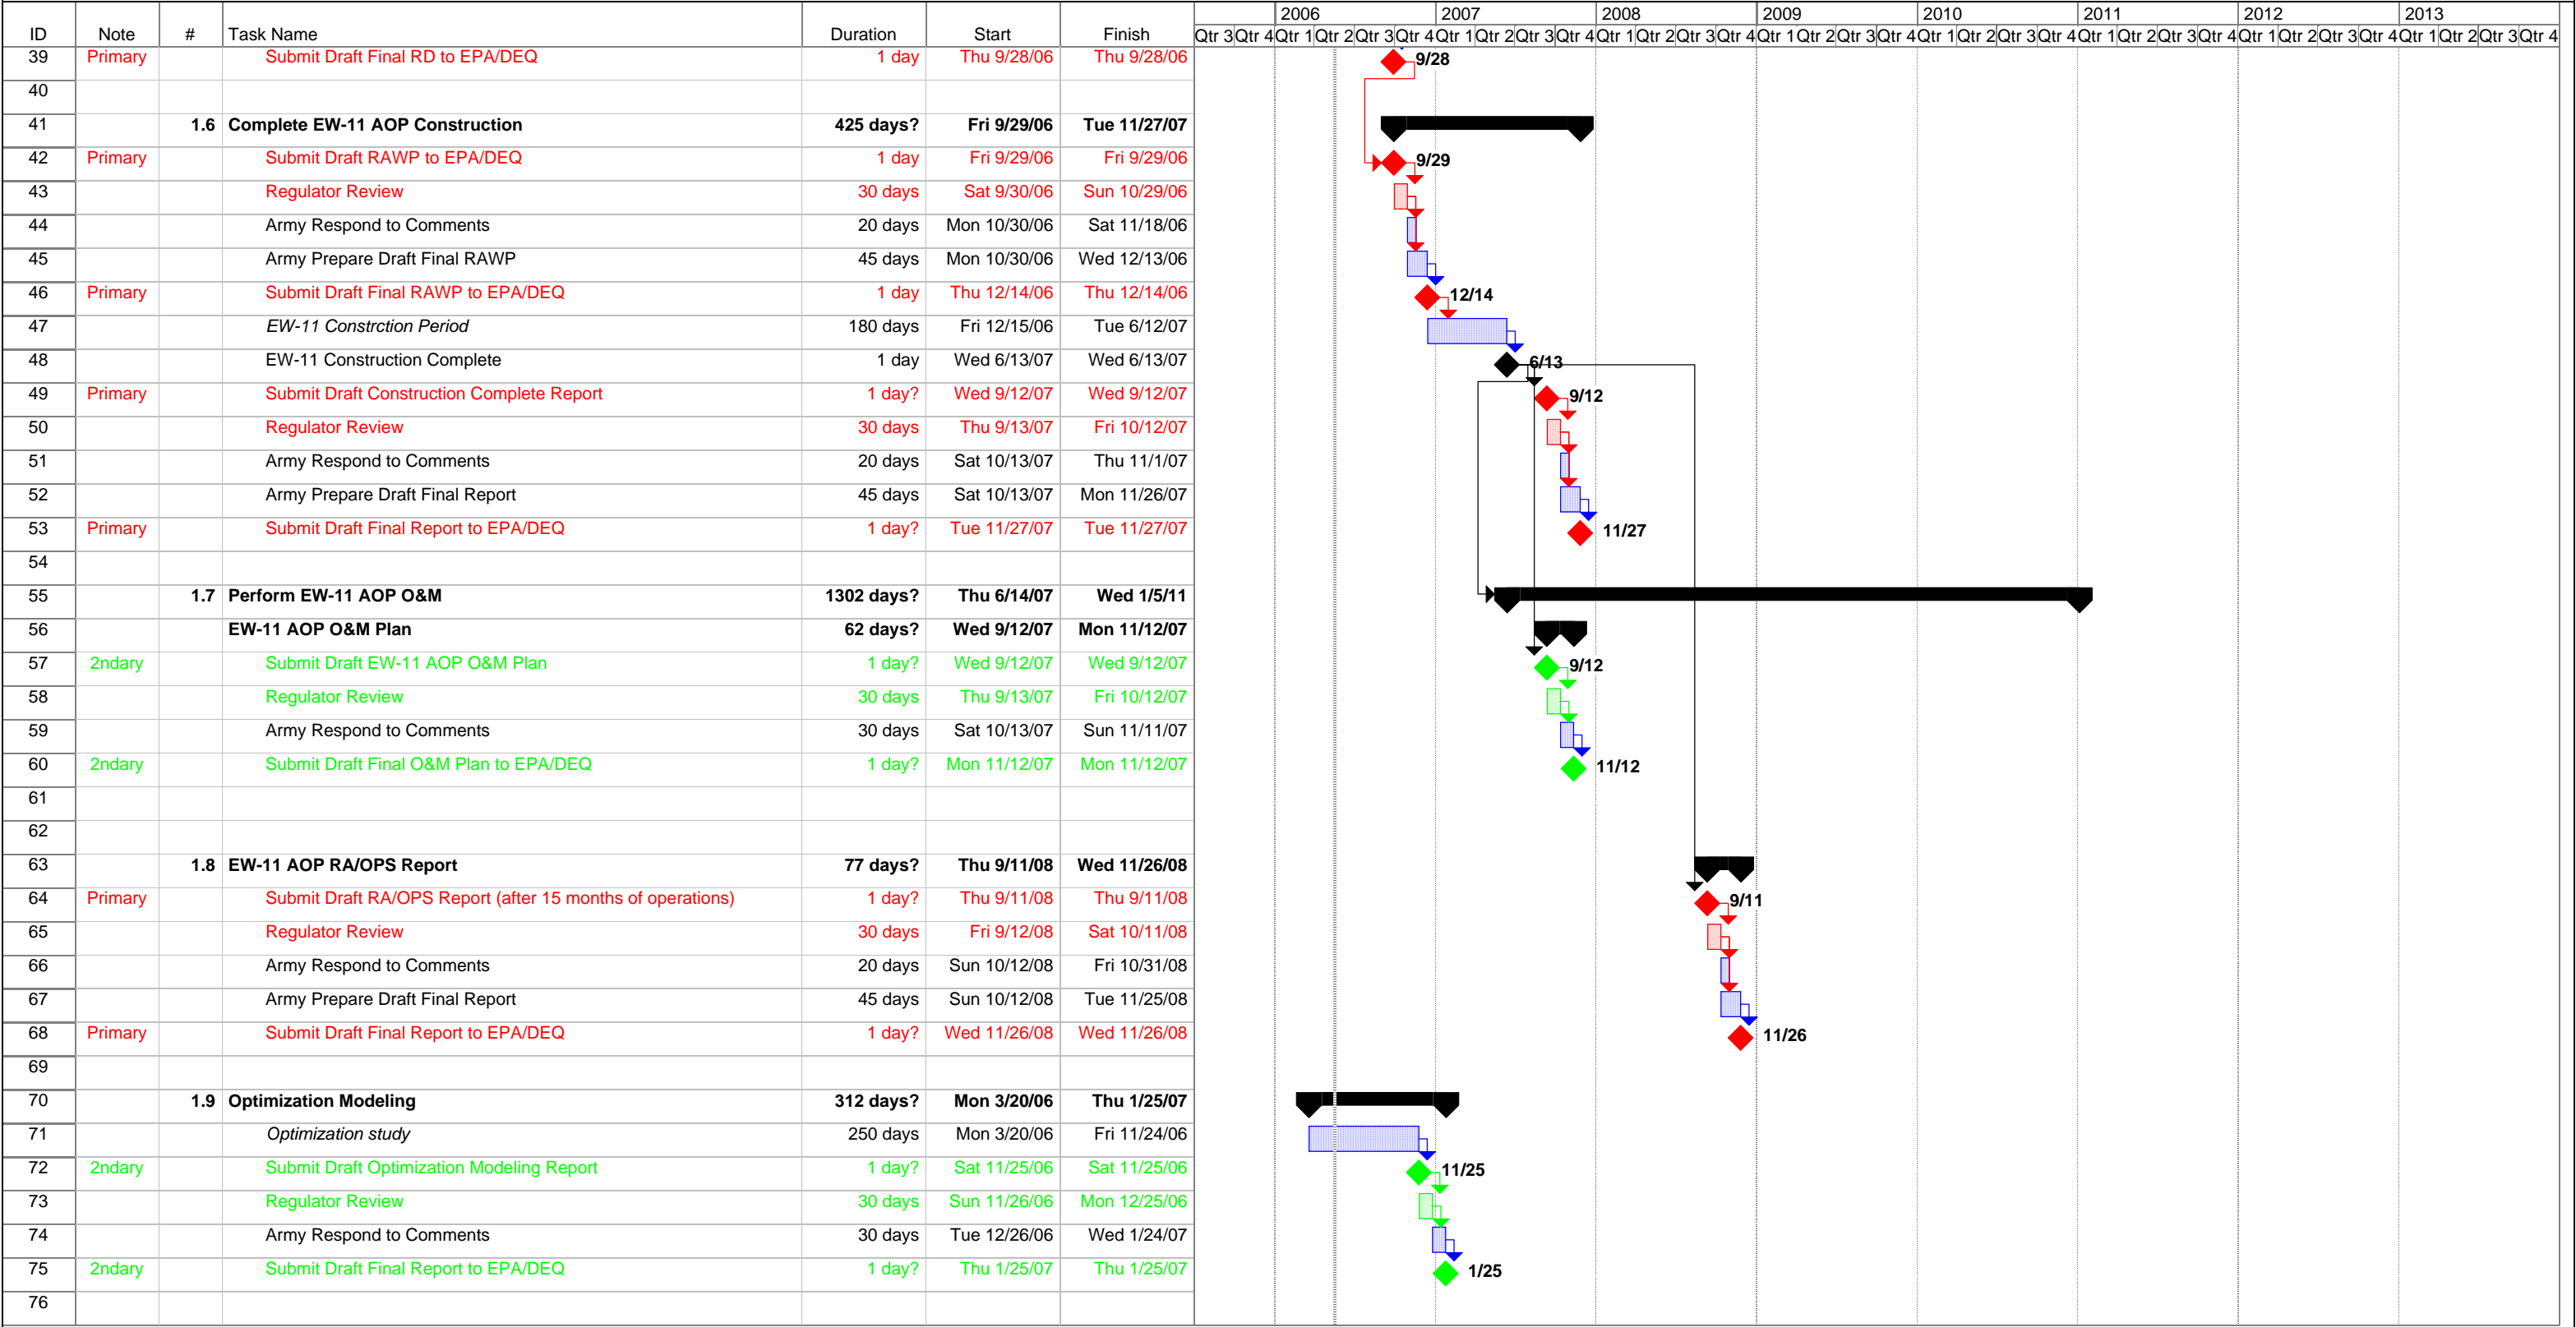 2006 2007 2008 2009 2010 2011 2012 2013
ID Note # Task Name Duration Start Finish Qtr 3 Qtr 4 Qtr 1 Qtr 2 Qtr 3 Qtr 4 Qtr 1 Qtr 2 Qtr 3 Qtr 4 Qtr 1 Qtr 2 Qtr 3 Qtr 4 Qtr 1 Qtr 2 Qtr 3 Qtr 4 Qtr 1 Qtr 2 Qtr 3 Qtr 4 Qtr 1 Qtr 2 Qtr 3 Qtr 4 Qtr 1 Qtr 2 Qtr 3 Qtr 4 Qtr 1 Qtr 2 Qtr 3 Qtr 4
39 Primary Submit Draft Final RD to EPA/DEQ 1 day Thu 9/28/06 Thu 9/28/06 9/28
40
41 1.6 Complete EW-11 AOP Construction 425 days? Fri 9/29/06 Tue 11/27/07
42 Primary Submit Draft RAWP to EPA/DEQ 1 day Fri 9/29/06 Fri 9/29/06 9/29
43 Regulator Review 30 days Sat 9/30/06 Sun 10/29/06
44 Army Respond to Comments 20 days Mon 10/30/06 Sat 11/18/06
45 Army Prepare Draft Final RAWP 45 days Mon 10/30/06 Wed 12/13/06
46 Primary Submit Draft Final RAWP to EPA/DEQ 1 day Thu 12/14/06 Thu 12/14/06 12/14
47 EW-11 Constrction Period 180 days Fri 12/15/06 Tue 6/12/07
48 EW-11 Construction Complete 1 day Wed 6/13/07 Wed 6/13/07 6/13
49 Primary Submit Draft Construction Complete Report 1 day? Wed 9/12/07 Wed 9/12/07 9/12
50 Regulator Review 30 days Thu 9/13/07 Fri 10/12/07
51 Army Respond to Comments 20 days Sat 10/13/07 Thu 11/1/07
52 Army Prepare Draft Final Report 45 days Sat 10/13/07 Mon 11/26/07
53 Primary Submit Draft Final Report to EPA/DEQ 1 day? Tue 11/27/07 Tue 11/27/07 11/27
54
55 1.7 Perform EW-11 AOP O&M 1302 days? Thu 6/14/07 Wed 1/5/11
56 EW-11 AOP O&M Plan 62 days? Wed 9/12/07 Mon 11/12/07
57 2ndary Submit Draft EW-11 AOP O&M Plan 1 day? Wed 9/12/07 Wed 9/12/07 9/12
58 Regulator Review 30 days Thu 9/13/07 Fri 10/12/07
59 Army Respond to Comments 30 days Sat 10/13/07 Sun 11/11/07
60 2ndary Submit Draft Final O&M Plan to EPA/DEQ 1 day? Mon 11/12/07 Mon 11/12/07 11/12
61
62
63 1.8 EW-11 AOP RA/OPS Report 77 days? Thu 9/11/08 Wed 11/26/08
64 Primary Submit Draft RA/OPS Report (after 15 months of operations) 1 day? Thu 9/11/08 Thu 9/11/08 9/11
65 Regulator Review 30 days Fri 9/12/08 Sat 10/11/08
66 Army Respond to Comments 20 days Sun 10/12/08 Fri 10/31/08
67 Army Prepare Draft Final Report 45 days Sun 10/12/08 Tue 11/25/08
68 Primary Submit Draft Final Report to EPA/DEQ 1 day? Wed 11/26/08 Wed 11/26/08 11/26
69
70 1.9 Optimization Modeling 312 days? Mon 3/20/06 Thu 1/25/07
71 Optimization study 250 days Mon 3/20/06 Fri 11/24/06
72 2ndary Submit Draft Optimization Modeling Report 1 day? Sat 11/25/06 Sat 11/25/06 11/25
73 Regulator Review 30 days Sun 11/26/06 Mon 12/25/06
74 Army Respond to Comments 30 days Tue 12/26/06 Wed 1/24/07
75 2ndary Submit Draft Final Report to EPA/DEQ 1 day? Thu 1/25/07 Thu 1/25/07 1/25
76